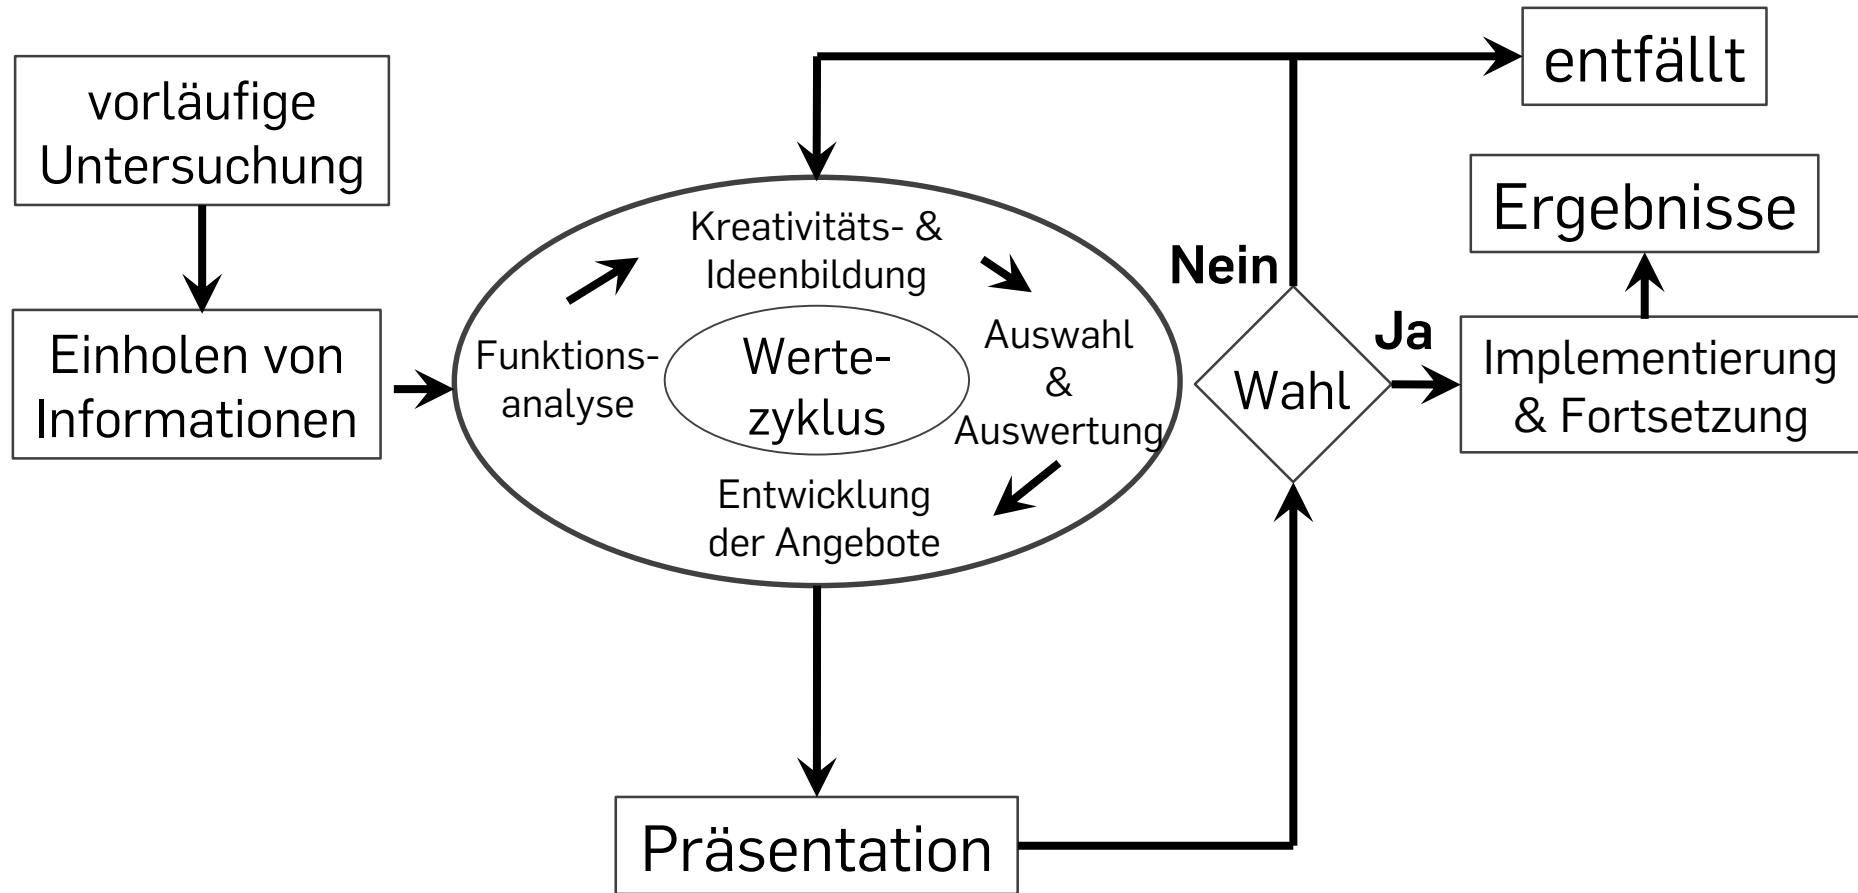 vorläufige
Untersuchung
Einholen von
Informationen
Kreativitäts- &
Ideenbildung
Funktions-
analyse
Werte-
zyklus
Auswahl
&
Auswertung
Entwicklung
der Angebote
Präsentation
Nein
Wahl
Ja
entfällt
Ergebnisse
Implementierung
& Fortsetzung